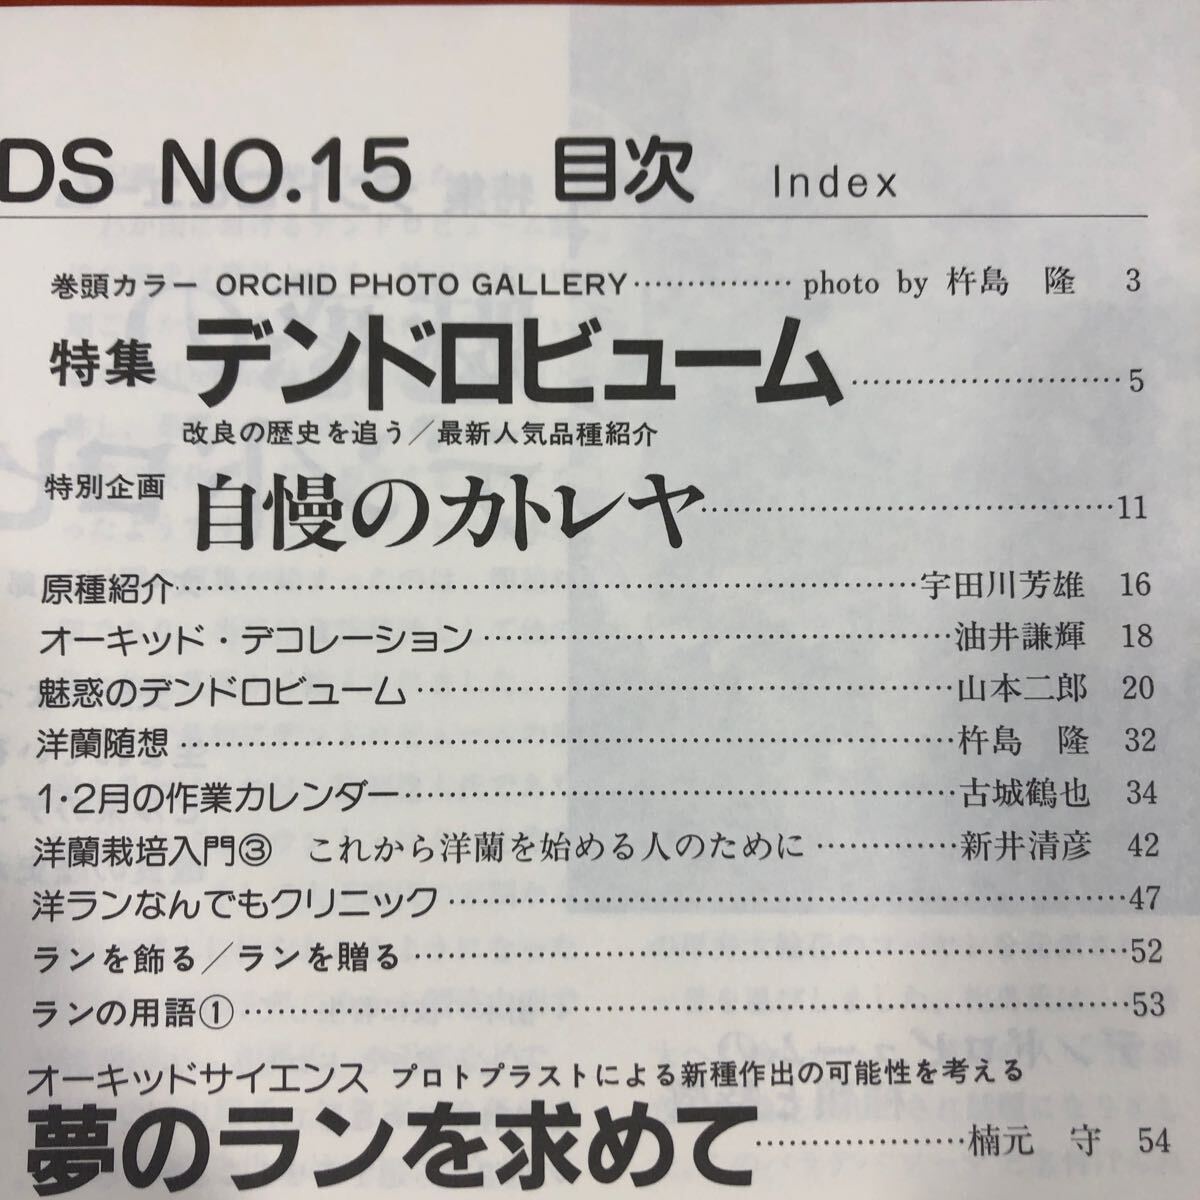 DS NO.15 目次 Index
巻頭カラー ORCHID PHOTO GALLERY……………photo by 杵島 隆 3
特集 デンドロビューム……………………5
改良の歴史を追う／最新人気品種紹介
特別企画 自慢のカトレヤ……………………11
原種紹介……………………宇田川芳雄 16
オーキッド・デコレーション……………………油井謙輝 18
魅惑のデンドロビューム……………………山本二郎 20
洋蘭随想……………………杵島 隆 32
1・2月の作業カレンダー……………………古城鶴也 34
洋蘭栽培入門③ これから洋蘭を始める人のために…………新井清彦 42
洋ランなんでもクリニック……………………47
ランを飾る／ランを贈る……………………52
ランの用語①……………………53
オーキッドサイエンス プロトプラストによる新種作出の可能性を考える
夢のランを求めて………………楠元 守 54